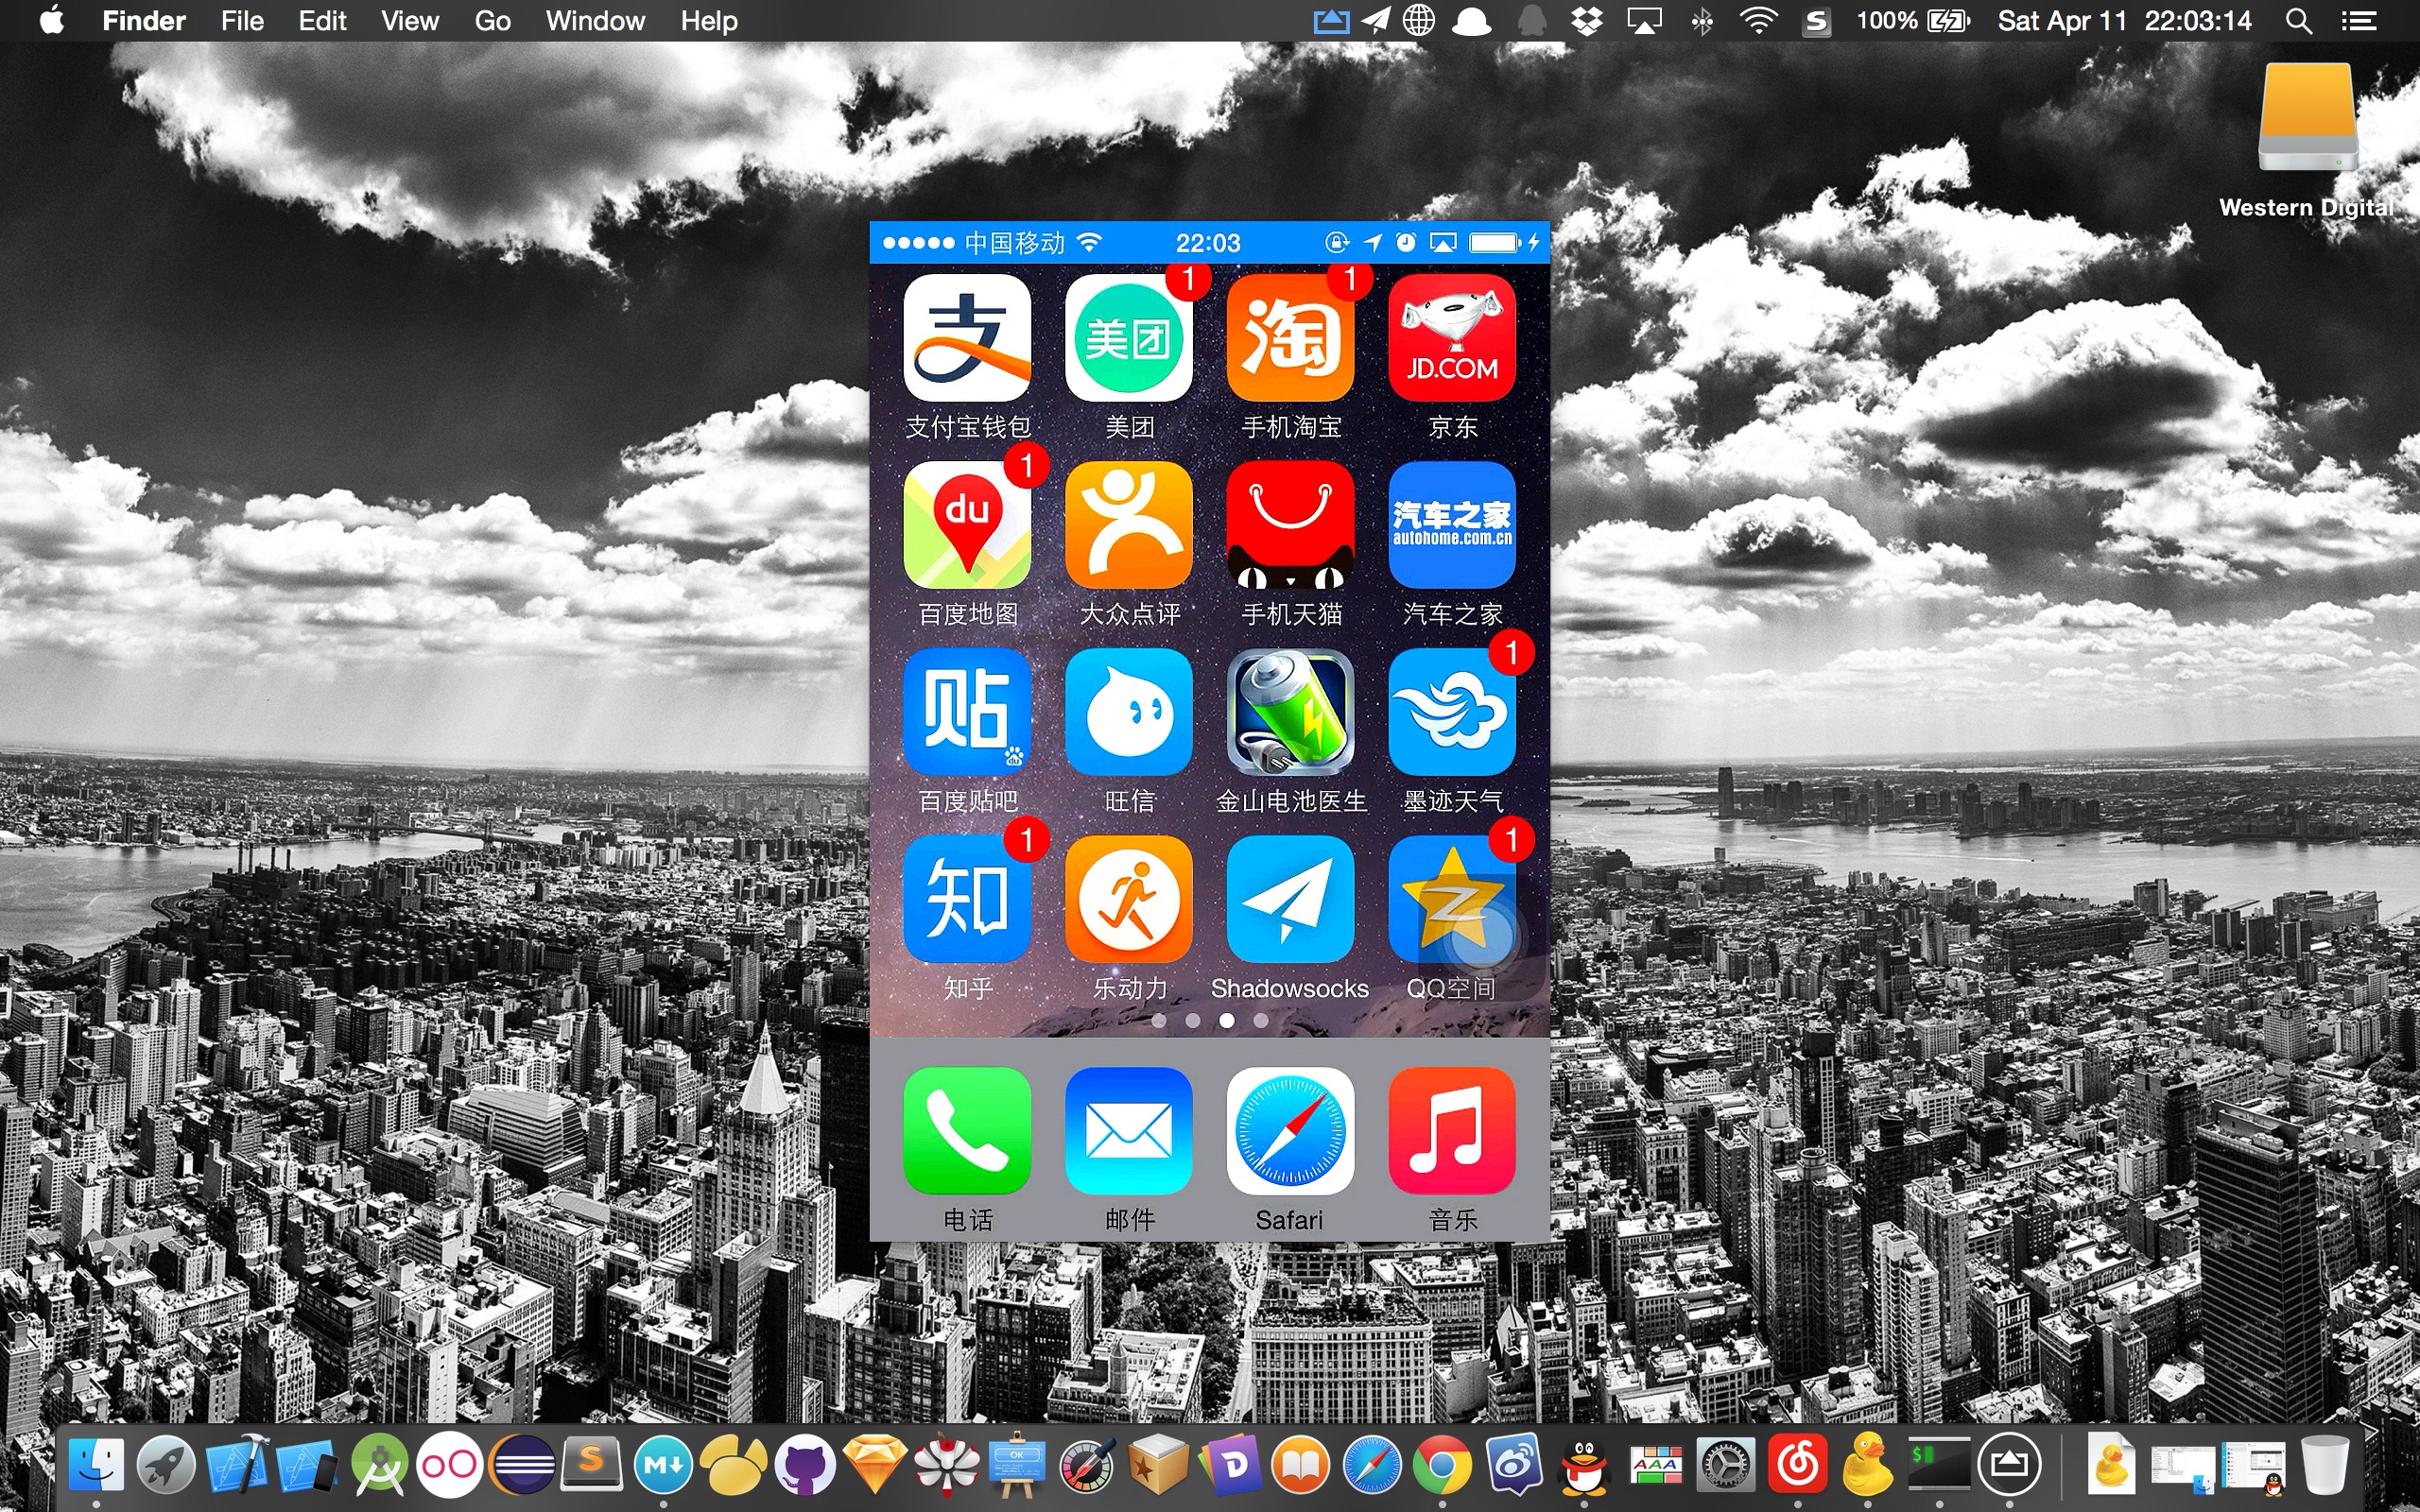 Finder File Edit View Go Window Help 100% Sat Apr 11 22:03:14
Western Digital
中国移动 22:03
支 美团 1 淘 1 JD.COM
支付宝钱包 美团 手机淘宝 京东
du 1 汽车之家
autohome.com.cn
百度地图 大众点评 手机天猫 汽车之家
贴 du 1
百度贴吧 旺信 金山电池医生 墨迹天气
知 1 Z 1
知乎 乐动力 Shadowsocks QQ空间
电话 邮件 Safari 音乐
S M↓ OK D AAA $